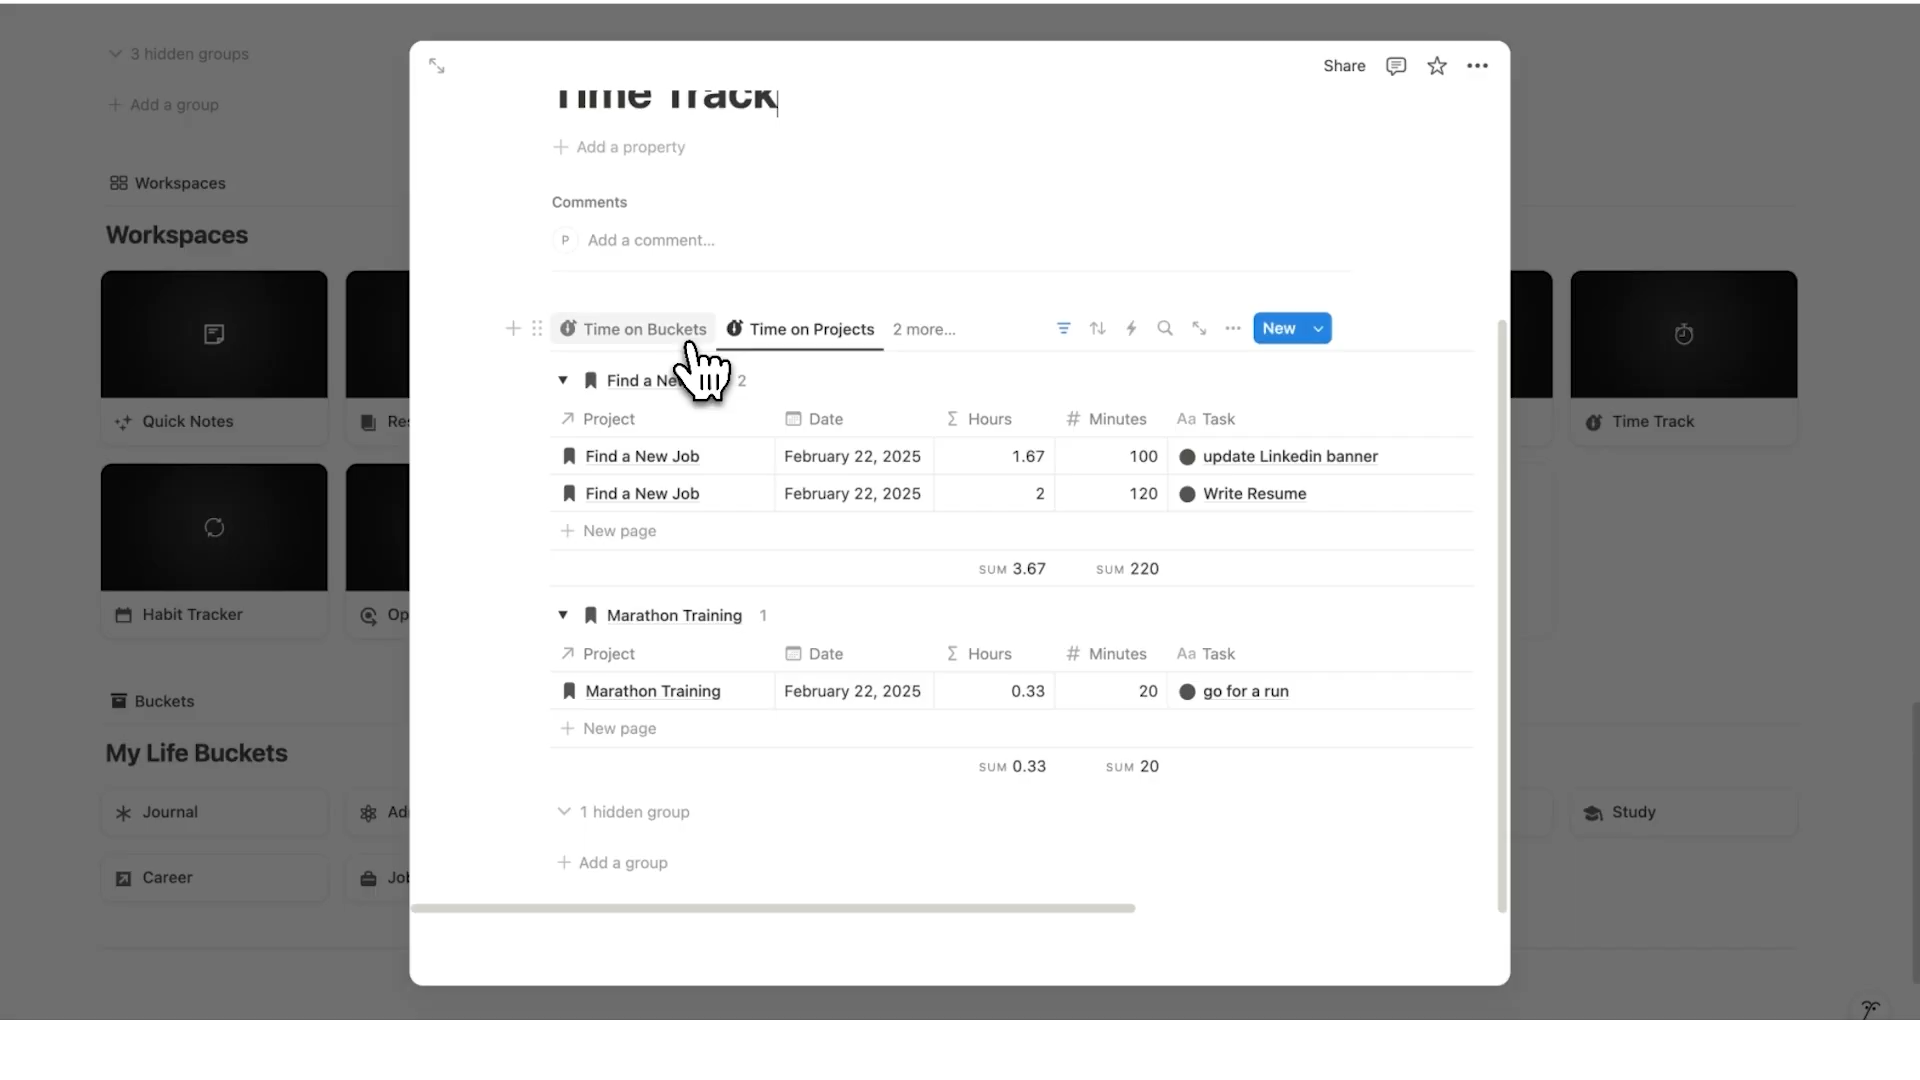 3 hidden groups
Add a group
Workspaces
Workspaces
Quick Notes
Habit Tracker
Time Track
Buckets
My Life Buckets
Journal
Career
Study
Share
Time Track
Add a property
Comments
P Add a comment...
Time on Buckets Time on Projects 2 more... New
Find a 2
Project Date Σ Hours # Minutes Aa Task
Find a New Job February 22, 2025 1.67 100 update Linkedin banner
Find a New Job February 22, 2025 2 120 Write Resume
New page
SUM 3.67 SUM 220
Marathon Training 1
Project Date Σ Hours # Minutes Aa Task
Marathon Training February 22, 2025 0.33 20 go for a run
New page
SUM 0.33 SUM 20
1 hidden group
Add a group